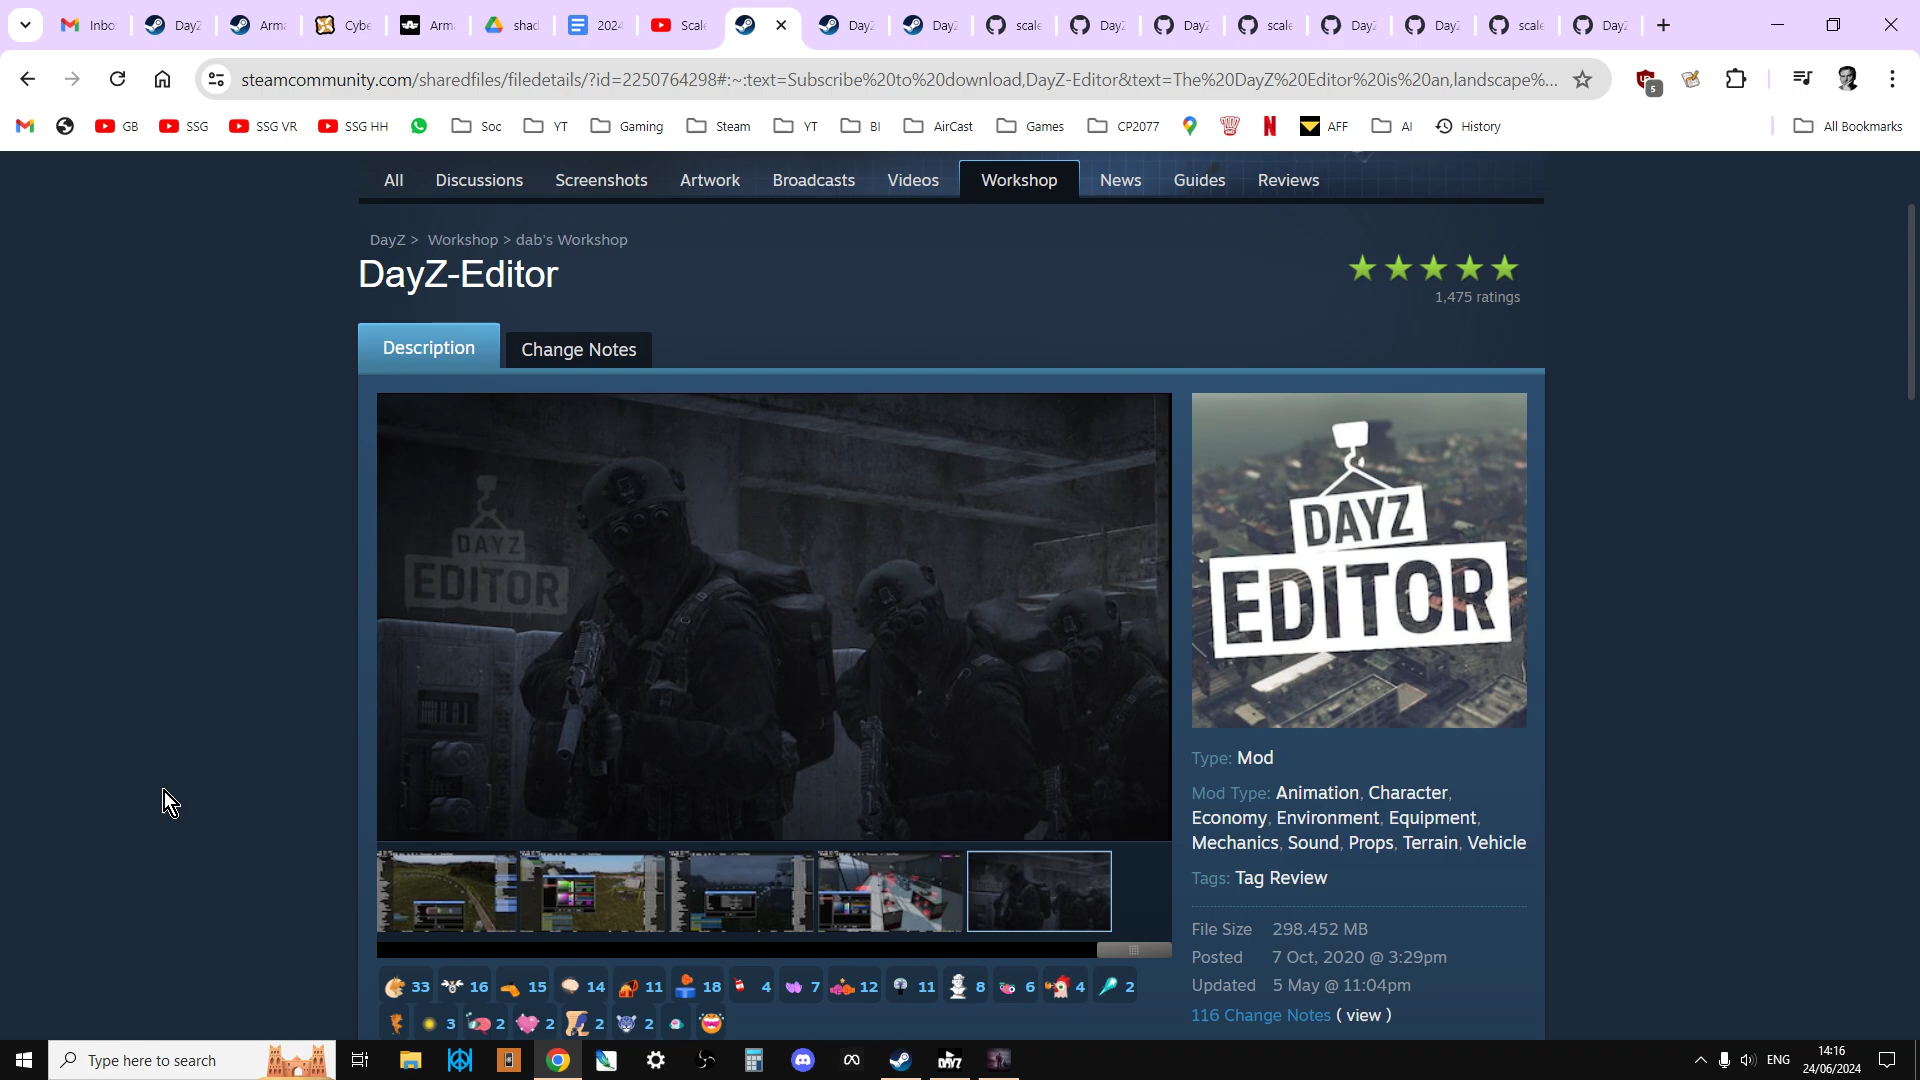 Inbo
DayZ
Arma
Cybe
Arm
shad
2024
Scale
Day
Day
scale
Day
Day
scale
Day
Day
scale
Day
steamcommunity.com/sharedfiles/filedetails/?id=2250764298#:~:text=Subscribe%20to%20download,DayZ-Editor&text=The%20DayZ%20Editor%20is%20an,landscape%...
5
GB
SSG
SSG VR
SSG HH
Soc
YT
Gaming
Steam
YT
BI
AirCast
Games
CP2077
AFF
AI
History
All Bookmarks
All
Discussions
Screenshots
Artwork
Broadcasts
Videos
Workshop
News
Guides
Reviews
DayZ > Workshop > dab's Workshop
DayZ-Editor
1,475 ratings
Description
Change Notes
DAYZ
EDITOR
DAYZ
EDITOR
Type: Mod
Mod Type: Animation, Character,
Economy, Environment, Equipment,
Mechanics, Sound, Props, Terrain, Vehicle
Tags: Tag Review
File Size 298.452 MB
Posted 7 Oct, 2020 @ 3:29pm
Updated 5 May @ 11:04pm
116 Change Notes ( view )
33 16 15 14 11 18 4 7 12 11 8 6 4 2
3 2 2 2 2
Type here to search
DAYZ
ENG
14:16
24/06/2024